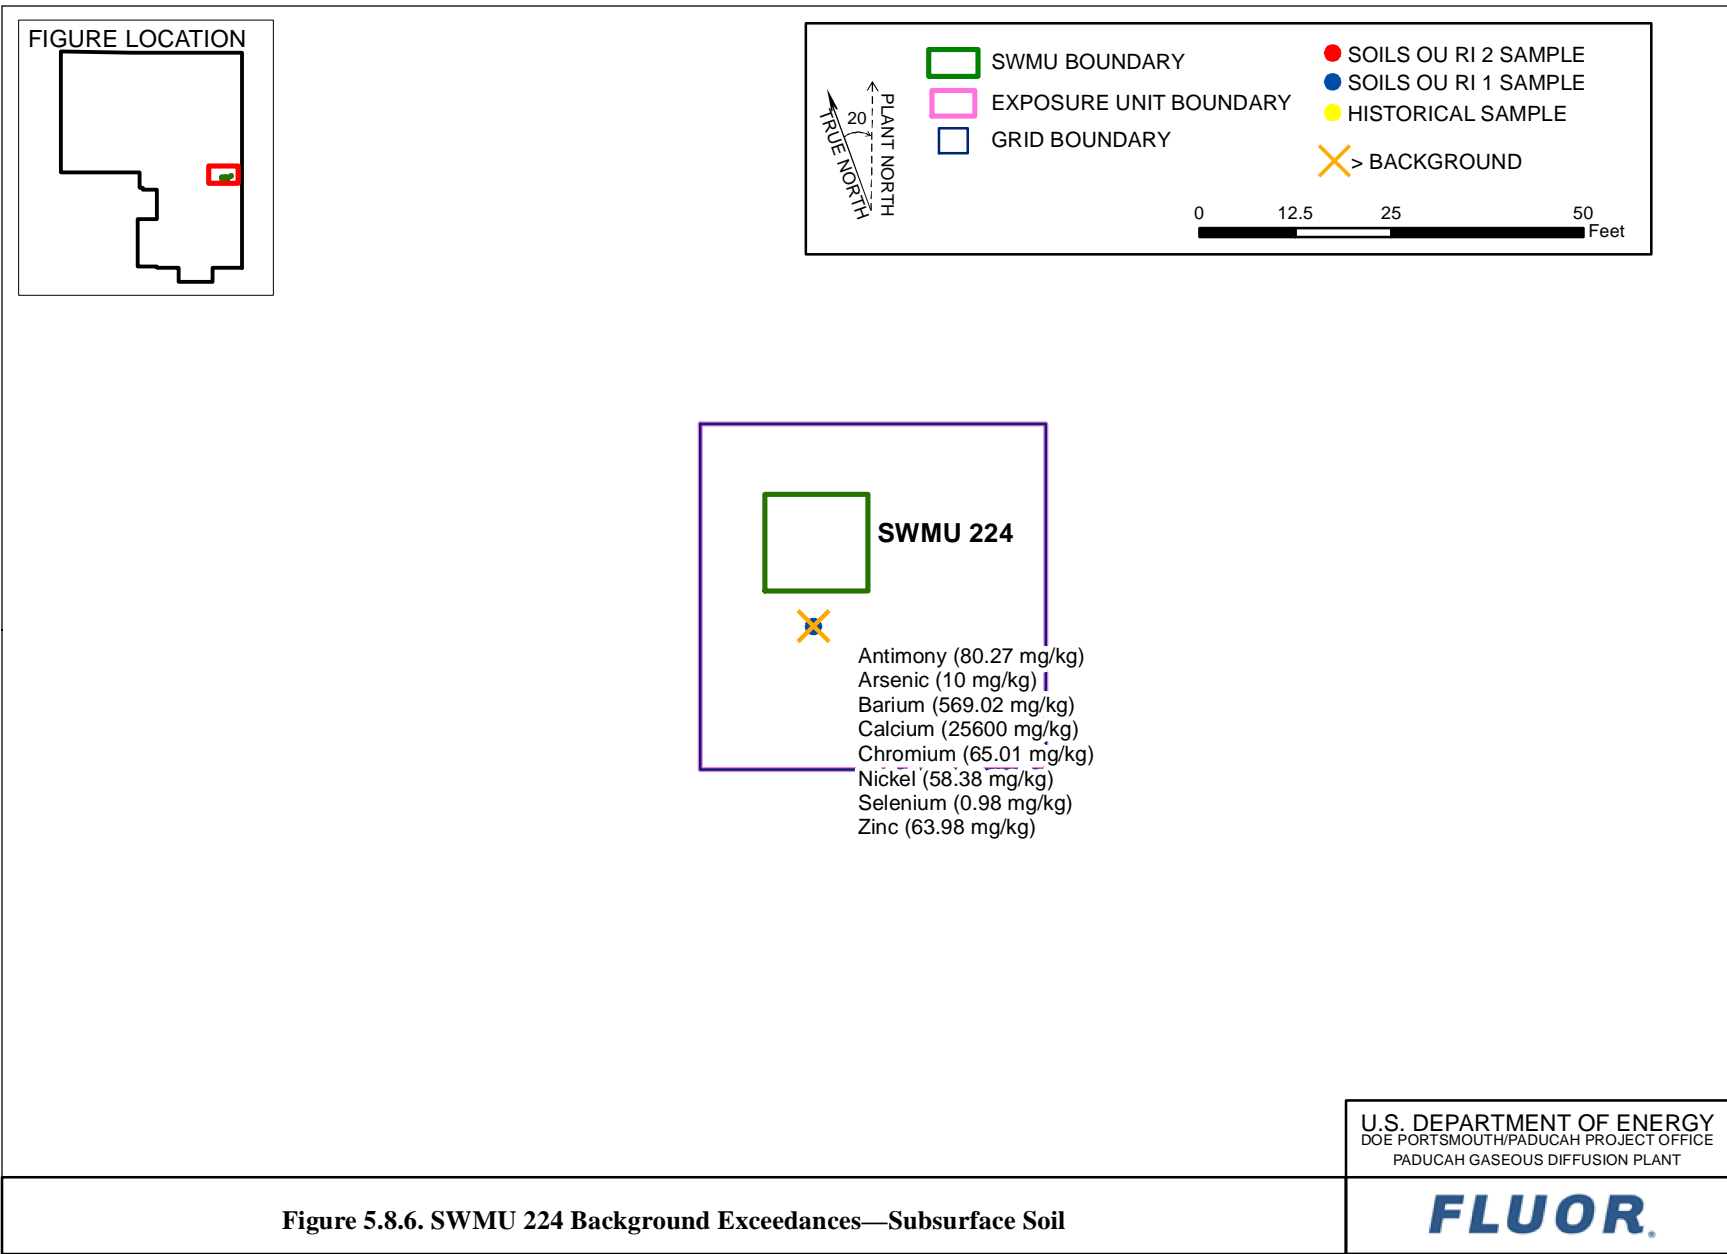 FIGURE LOCATION
TRUE NORTH
20
PLANT NORTH
SWMU BOUNDARY
EXPOSURE UNIT BOUNDARY
GRID BOUNDARY
SOILS OU RI 2 SAMPLE
SOILS OU RI 1 SAMPLE
HISTORICAL SAMPLE
> BACKGROUND
0 12.5 25 50
Feet
SWMU 224
Antimony (80.27 mg/kg)
Arsenic (10 mg/kg)
Barium (569.02 mg/kg)
Calcium (25600 mg/kg)
Chromium (65.01 mg/kg)
Nickel (58.38 mg/kg)
Selenium (0.98 mg/kg)
Zinc (63.98 mg/kg)
U.S. DEPARTMENT OF ENERGY
DOE PORTSMOUTH/PADUCAH PROJECT OFFICE
PADUCAH GASEOUS DIFFUSION PLANT
Figure 5.8.6. SWMU 224 Background Exceedances—Subsurface Soil
FLUOR®